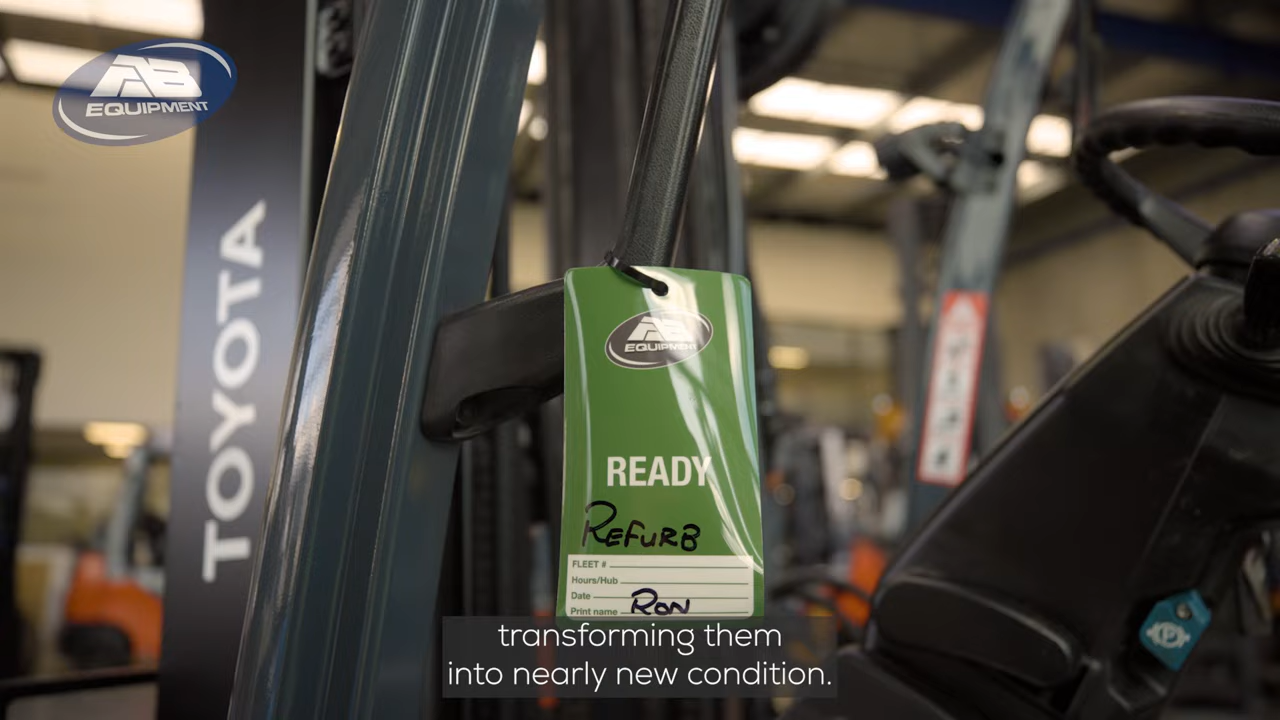 AB
EQUIPMENT
TOYOTA
AB
EQUIPMENT
READY
REFURB
FLEET #
Hours/Hub
Date
Print name RON
transforming them
into nearly new condition.